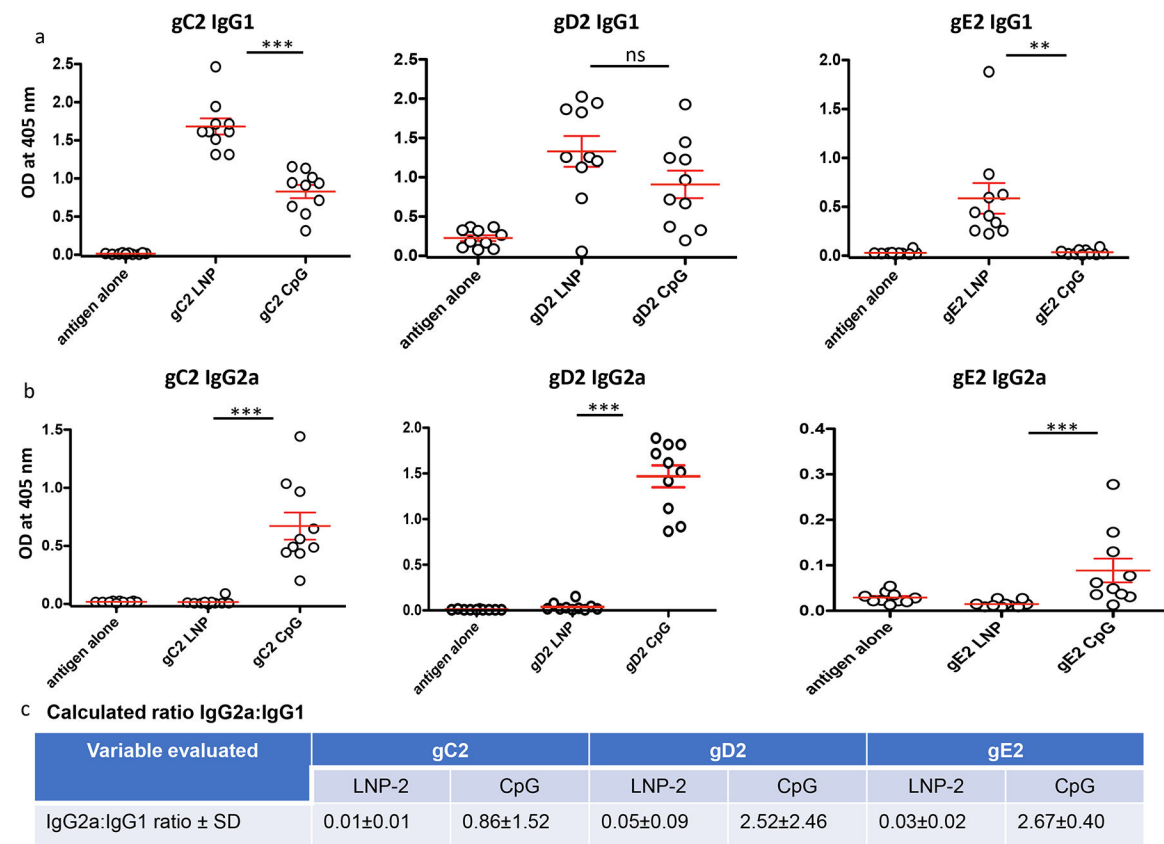 a
gC2 IgG1
gD2 IgG1
gE2 IgG1
***
ns
**
OD at 405 nm
2.5
2.0
1.5
1.0
0.5
0.0
antigen alone
gC2 LNP
gC2 CpG
2.5
2.0
1.5
1.0
0.5
0.0
antigen alone
gD2 LNP
gD2 CpG
2.0
1.5
1.0
0.5
0.0
antigen alone
gE2 LNP
gE2 CpG
b
gC2 IgG2a
gD2 IgG2a
gE2 IgG2a
***
***
***
OD at 405 nm
1.5
1.0
0.5
0.0
antigen alone
gC2 LNP
gC2 CpG
2.0
1.5
1.0
0.5
0.0
antigen alone
gD2 LNP
gD2 CpG
0.4
0.3
0.2
0.1
0.0
antigen alone
gE2 LNP
gE2 CpG
c Calculated ratio IgG2a:IgG1
Variable evaluated gC2 gD2 gE2
LNP-2 CpG LNP-2 CpG LNP-2 CpG
IgG2a:IgG1 ratio ± SD 0.01±0.01 0.86±1.52 0.05±0.09 2.52±2.46 0.03±0.02 2.67±0.40